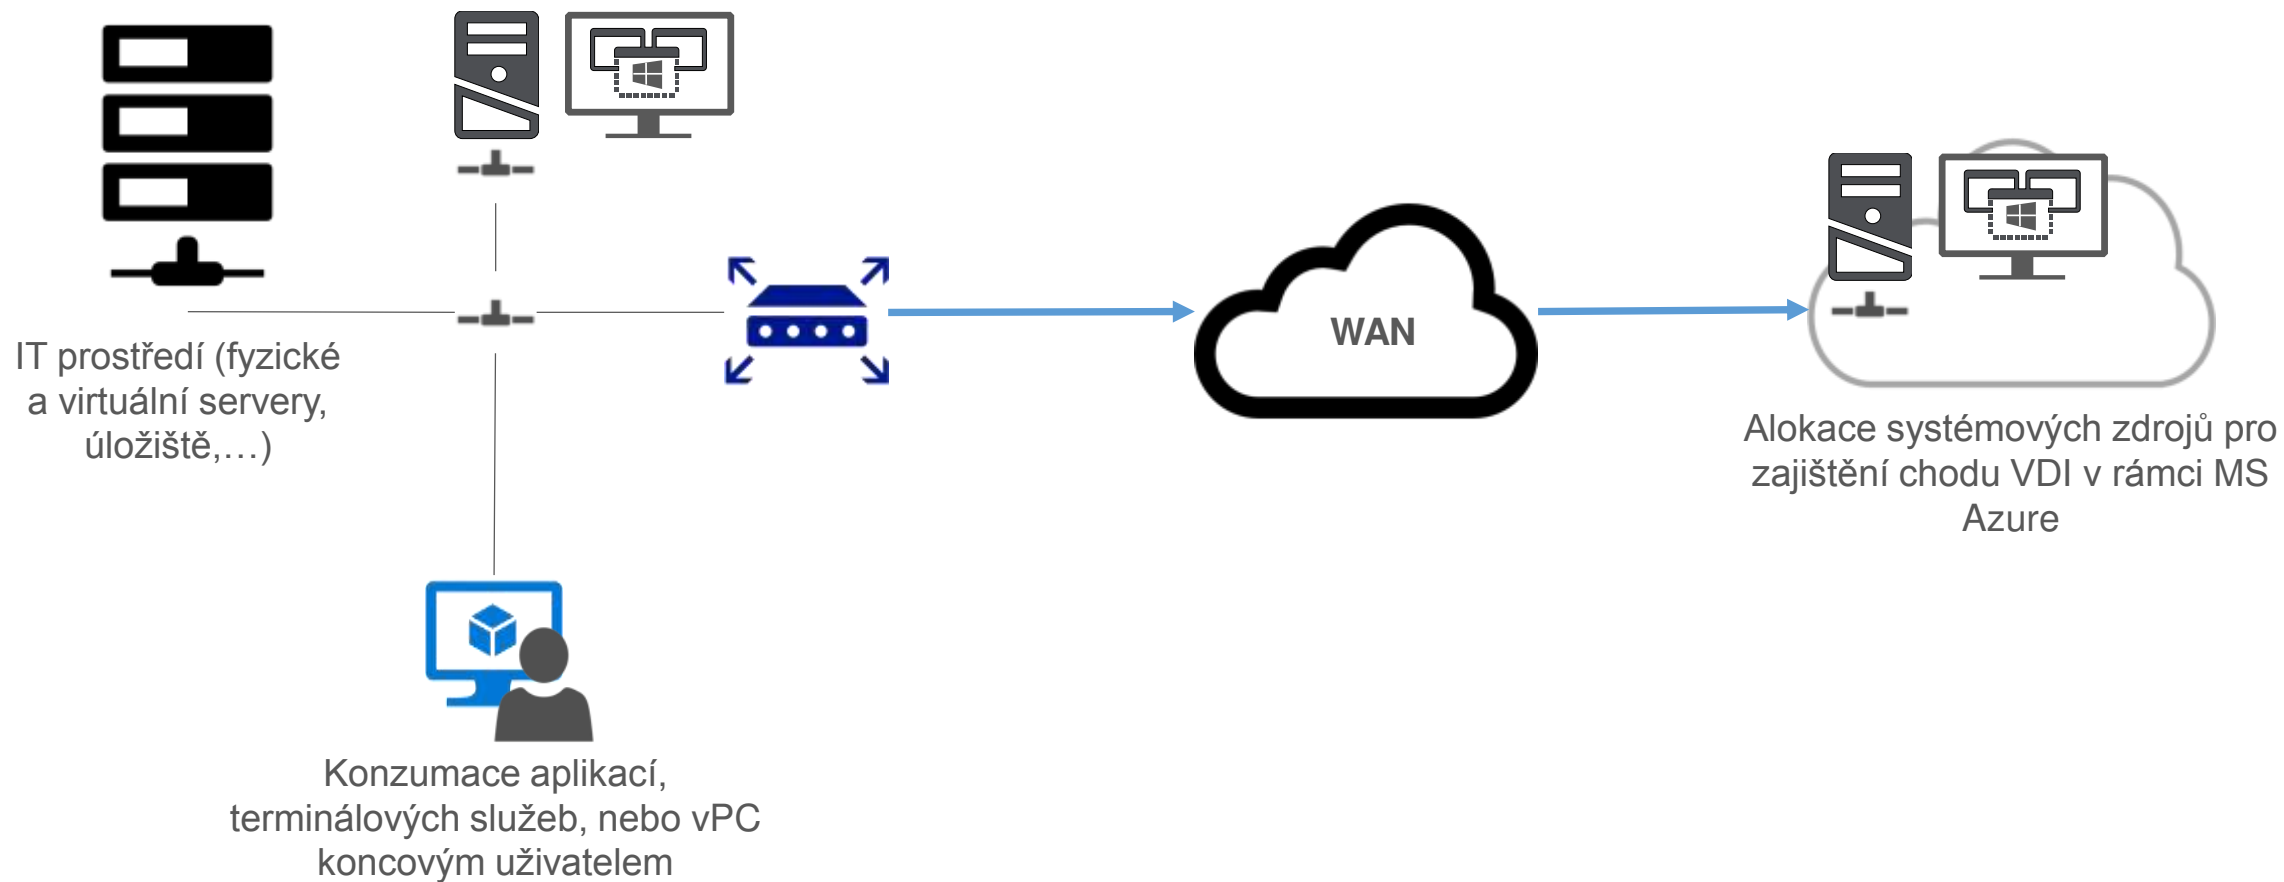 IT prostředí (fyzické
a virtuální servery,
úložiště,…)
WAN
Alokace systémových zdrojů pro
zajištění chodu VDI v rámci MS
Azure
Konzumace aplikací,
terminálových služeb, nebo vPC
koncovým uživatelem